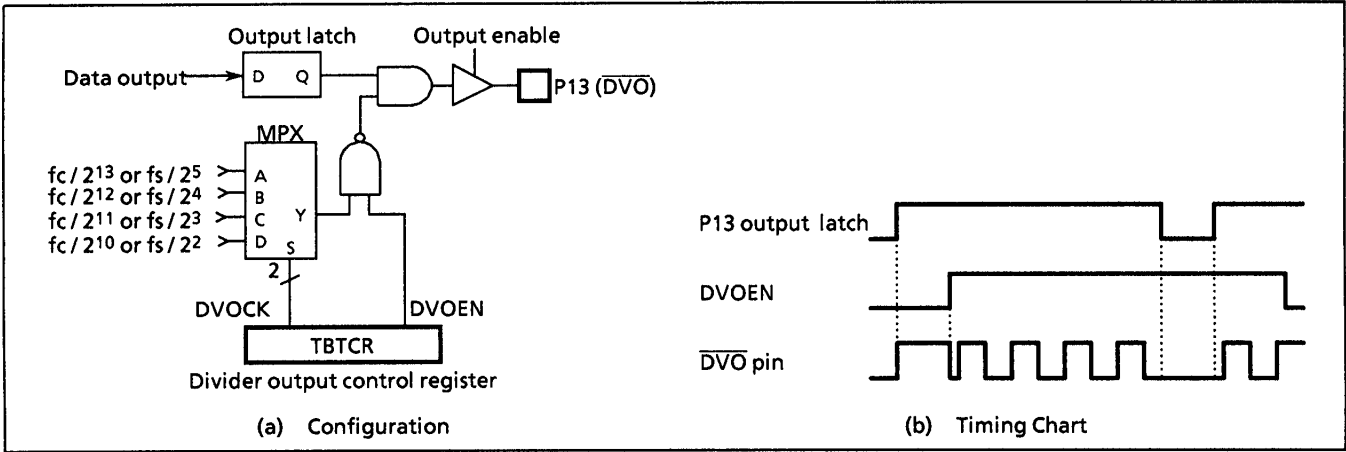 Output latch
Output enable
Data output
D Q
P13 (D̅V̅O̅)
MPX
fc / 2¹³ or fs / 2⁵
A
fc / 2¹² or fs / 2⁴
B
fc / 2¹¹ or fs / 2³
C
Y
fc / 2¹⁰ or fs / 2²
D
S
2
DVOCK
DVOEN
TBTCR
Divider output control register
(a) Configuration
P13 output latch
DVOEN
D̅V̅O̅ pin
(b) Timing Chart